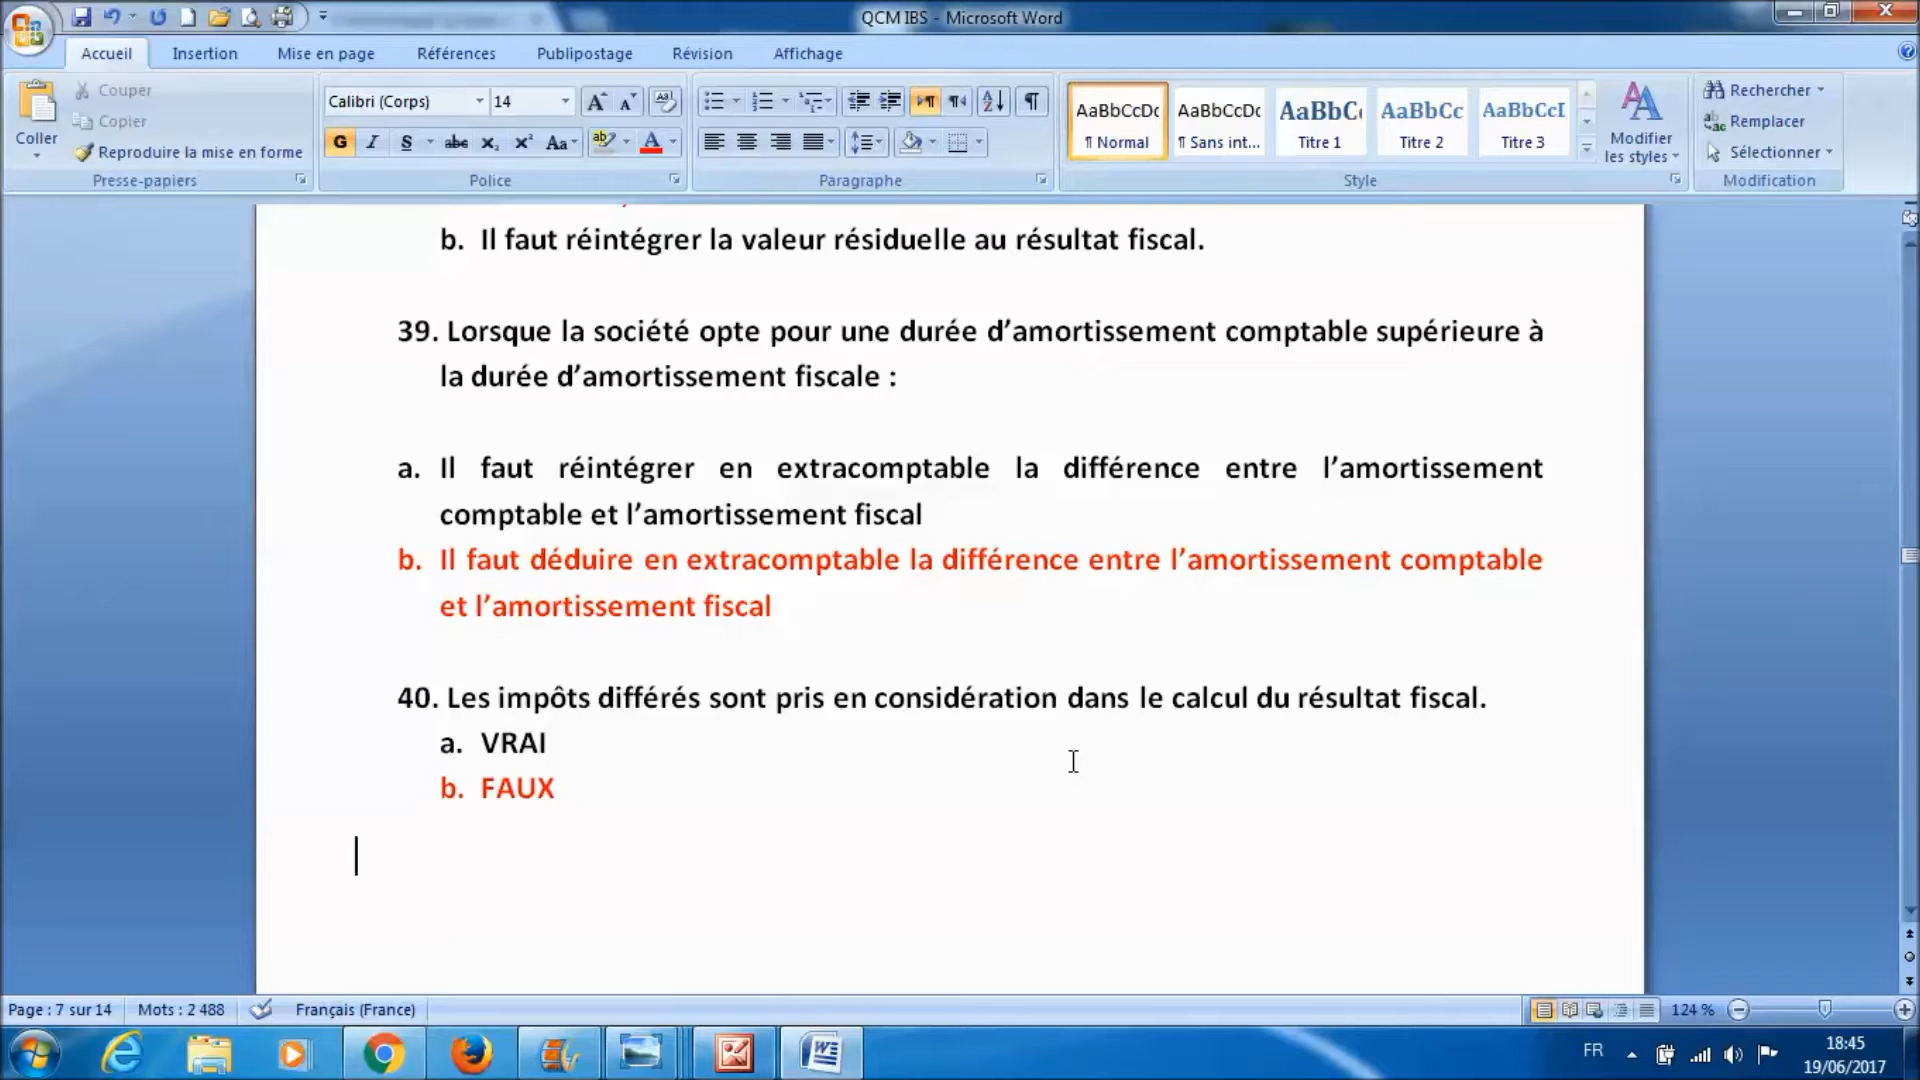 QCM IBS - Microsoft Word
Accueil Insertion Mise en page Références Publipostage Révision Affichage
Coller
Couper
Copier
Reproduire la mise en forme
Presse-papiers
Calibri (Corps) 14
G I S abc X₂ X² Aa
Police
Paragraphe
AaBbCcDc AaBbCcDc AaBbC AaBbCc AaBbCcI
¶ Normal ¶ Sans int... Titre 1 Titre 2 Titre 3
Style
Modifier
les styles
Rechercher
Remplacer
Sélectionner
Modification
b. Il faut réintégrer la valeur résiduelle au résultat fiscal.
39. Lorsque la société opte pour une durée d’amortissement comptable supérieure à
la durée d’amortissement fiscale :
a. Il faut réintégrer en extracomptable la différence entre l’amortissement
comptable et l’amortissement fiscal
b. Il faut déduire en extracomptable la différence entre l’amortissement comptable
et l’amortissement fiscal
40. Les impôts différés sont pris en considération dans le calcul du résultat fiscal.
a. VRAI
b. FAUX
Page : 7 sur 14 Mots : 2 488 Français (France) 124 %
FR 18:45
19/06/2017